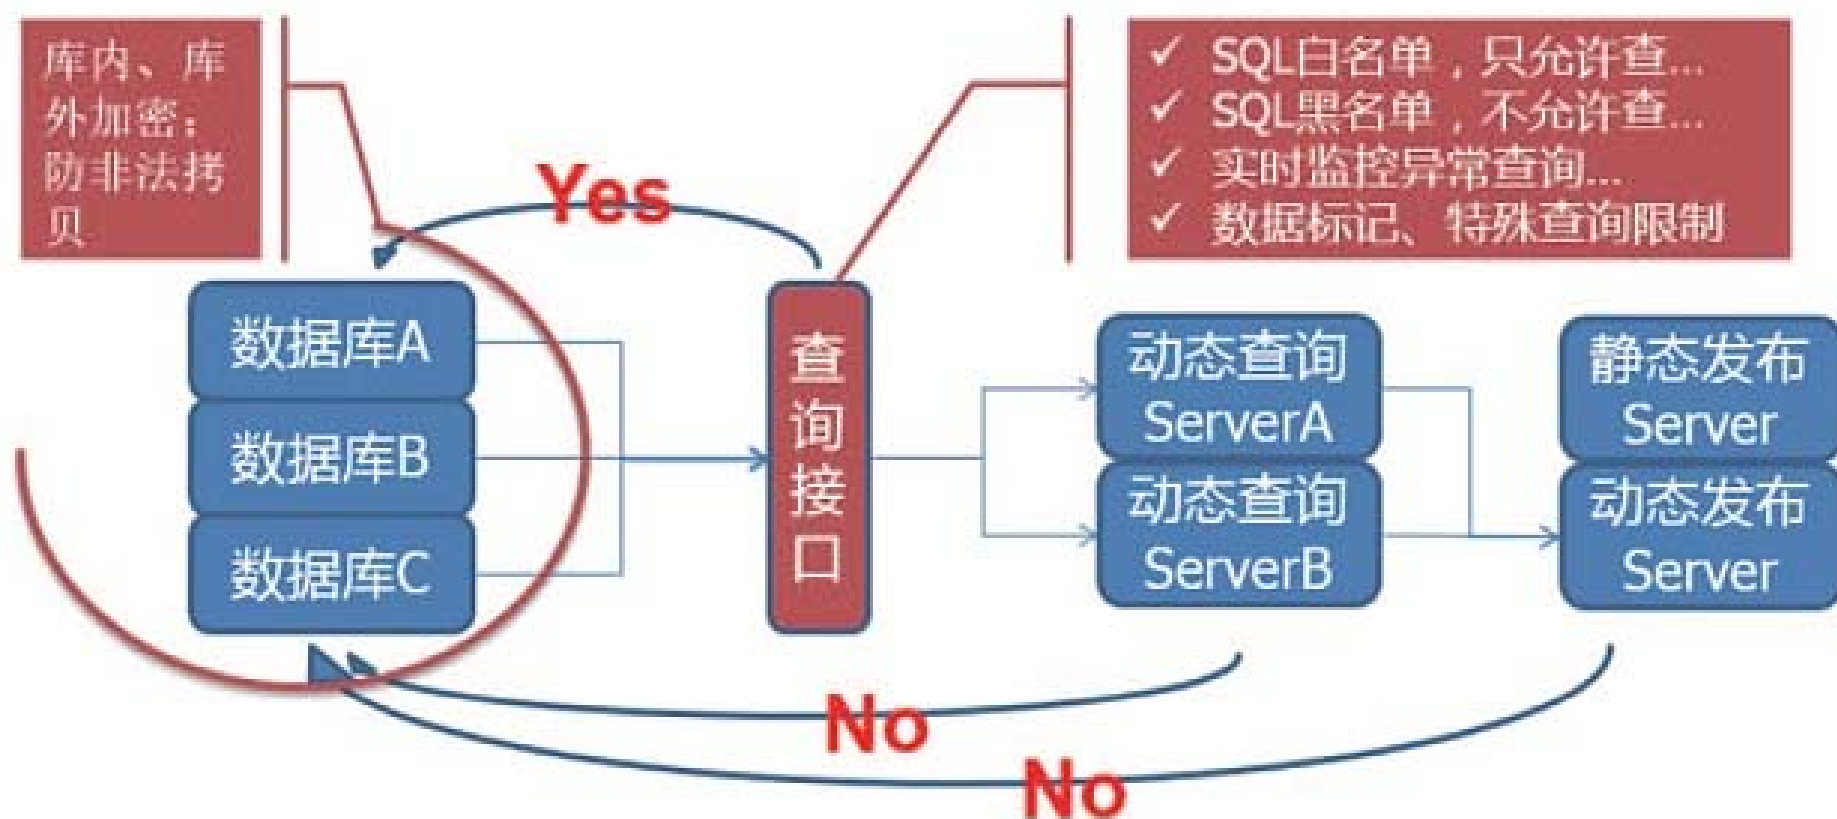 库内、库
外加密；
防非法拷
贝
✓ SQL白名单，只允许查...
✓ SQL黑名单，不允许查...
✓ 实时监控异常查询...
✓ 数据标记、特殊查询限制
Yes
数据库A
数据库B
数据库C
查
询
接
口
动态查询
ServerA
动态查询
ServerB
静态发布
Server
动态发布
Server
No
No